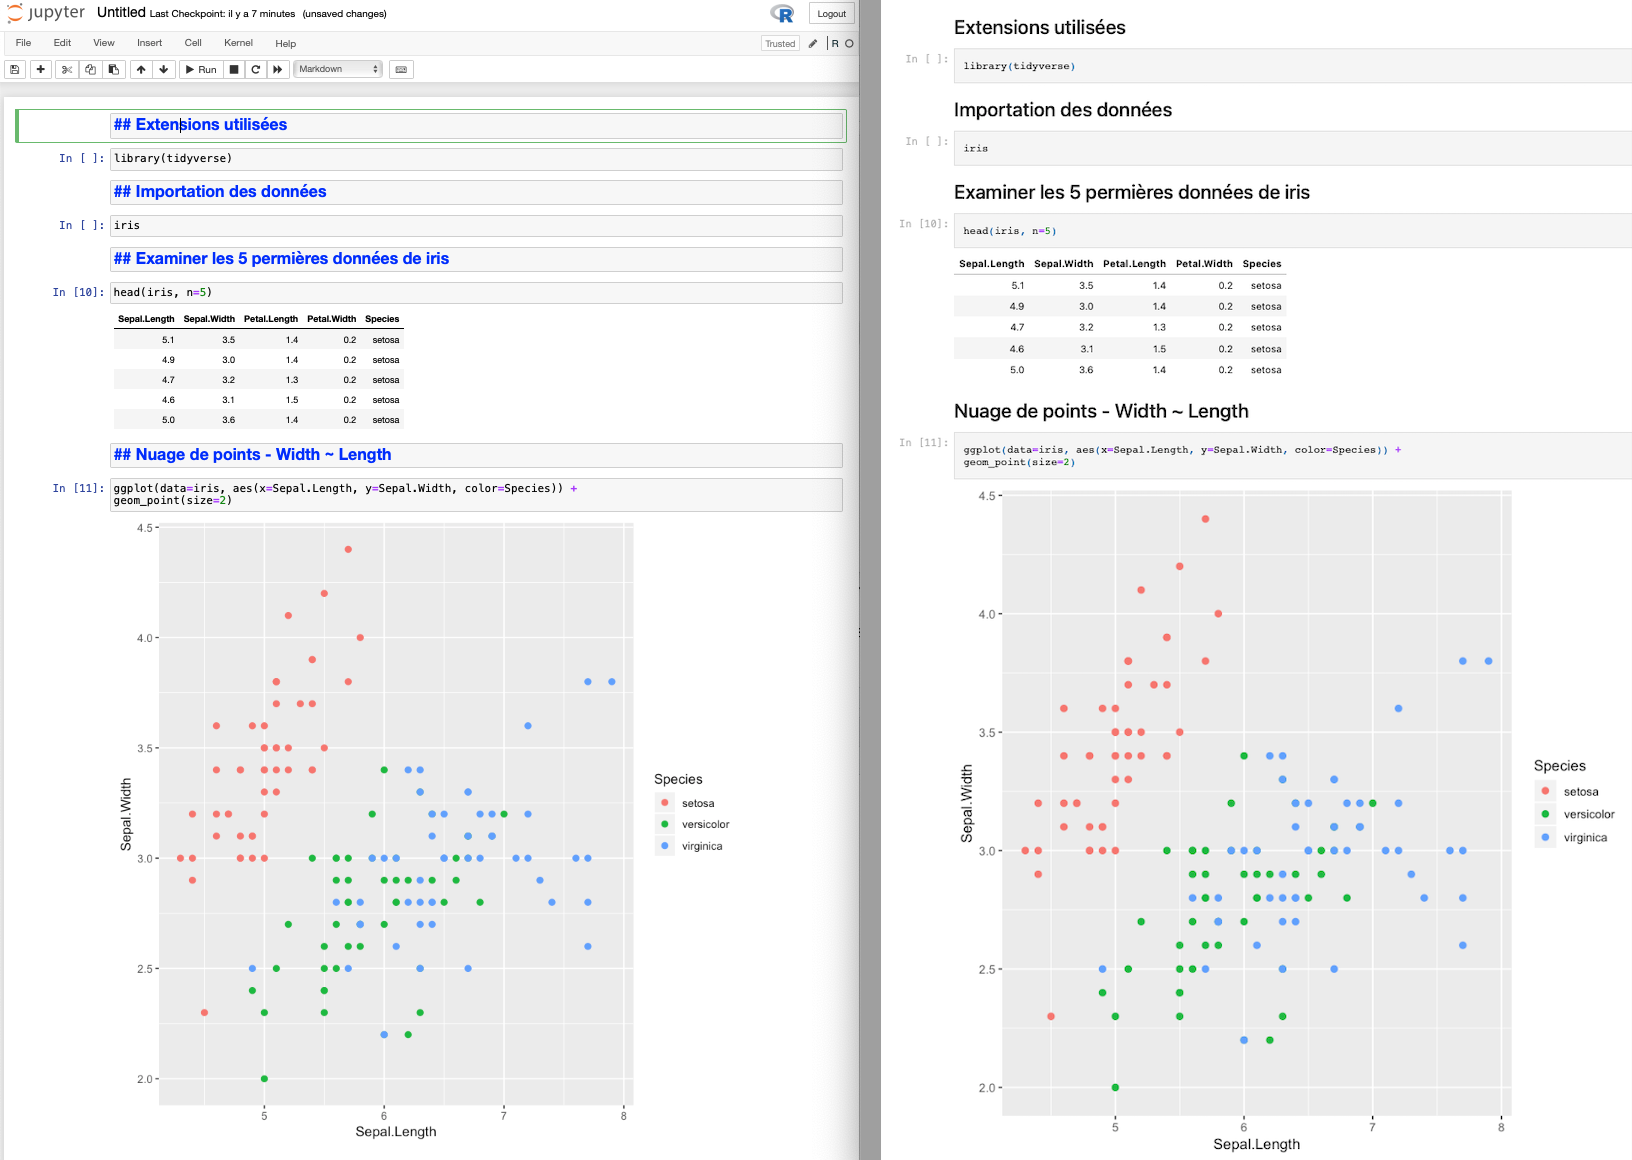 jupyter Untitled Last Checkpoint: il y a 7 minutes (unsaved changes)
R
Logout
File Edit View Insert Cell Kernel Help
Trusted R
Run Markdown
## Extensions utilisées
In [ ]: library(tidyverse)
## Importation des données
In [ ]: iris
## Examiner les 5 permières données de iris
In [10]: head(iris, n=5)
Sepal.Length Sepal.Width Petal.Length Petal.Width Species
5.1 3.5 1.4 0.2 setosa
4.9 3.0 1.4 0.2 setosa
4.7 3.2 1.3 0.2 setosa
4.6 3.1 1.5 0.2 setosa
5.0 3.6 1.4 0.2 setosa
## Nuage de points - Width ~ Length
In [11]: ggplot(data=iris, aes(x=Sepal.Length, y=Sepal.Width, color=Species)) +
geom_point(size=2)
4.5
4.0
3.5
3.0
2.5
2.0
Sepal.Width
5 6 7 8
Sepal.Length
Species
setosa
versicolor
virginica
Extensions utilisées
In [ ]: library(tidyverse)
Importation des données
In [ ]: iris
Examiner les 5 permières données de iris
In [10]: head(iris, n=5)
Sepal.Length Sepal.Width Petal.Length Petal.Width Species
5.1 3.5 1.4 0.2 setosa
4.9 3.0 1.4 0.2 setosa
4.7 3.2 1.3 0.2 setosa
4.6 3.1 1.5 0.2 setosa
5.0 3.6 1.4 0.2 setosa
Nuage de points - Width ~ Length
In [11]: ggplot(data=iris, aes(x=Sepal.Length, y=Sepal.Width, color=Species)) +
geom_point(size=2)
4.5
4.0
3.5
3.0
2.5
2.0
Sepal.Width
5 6 7 8
Sepal.Length
Species
setosa
versicolor
virginica